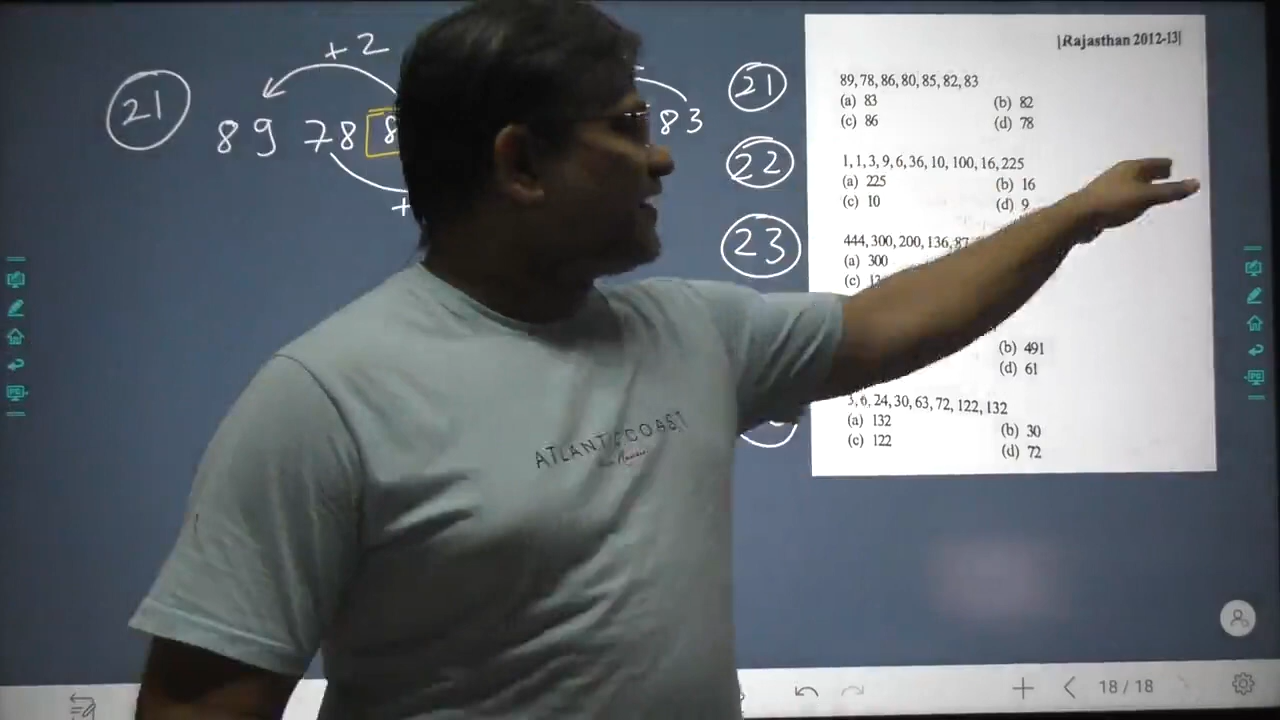 21
+2
89 78 8
83
+
21
22
23
|Rajasthan 2012-13|
89, 78, 86, 80, 85, 82, 83
(a) 83 (b) 82
(c) 86 (d) 78
1, 1, 3, 9, 6, 36, 10, 100, 16, 225
(a) 225 (b) 16
(c) 10 (d) 9
444, 300, 200, 136, 87
(a) 300
(c)
(b) 491
(d) 61
3, 6, 24, 30, 63, 72, 122, 132
(a) 132 (b) 30
(c) 122 (d) 72
ATLANTIC COAST
18 / 18